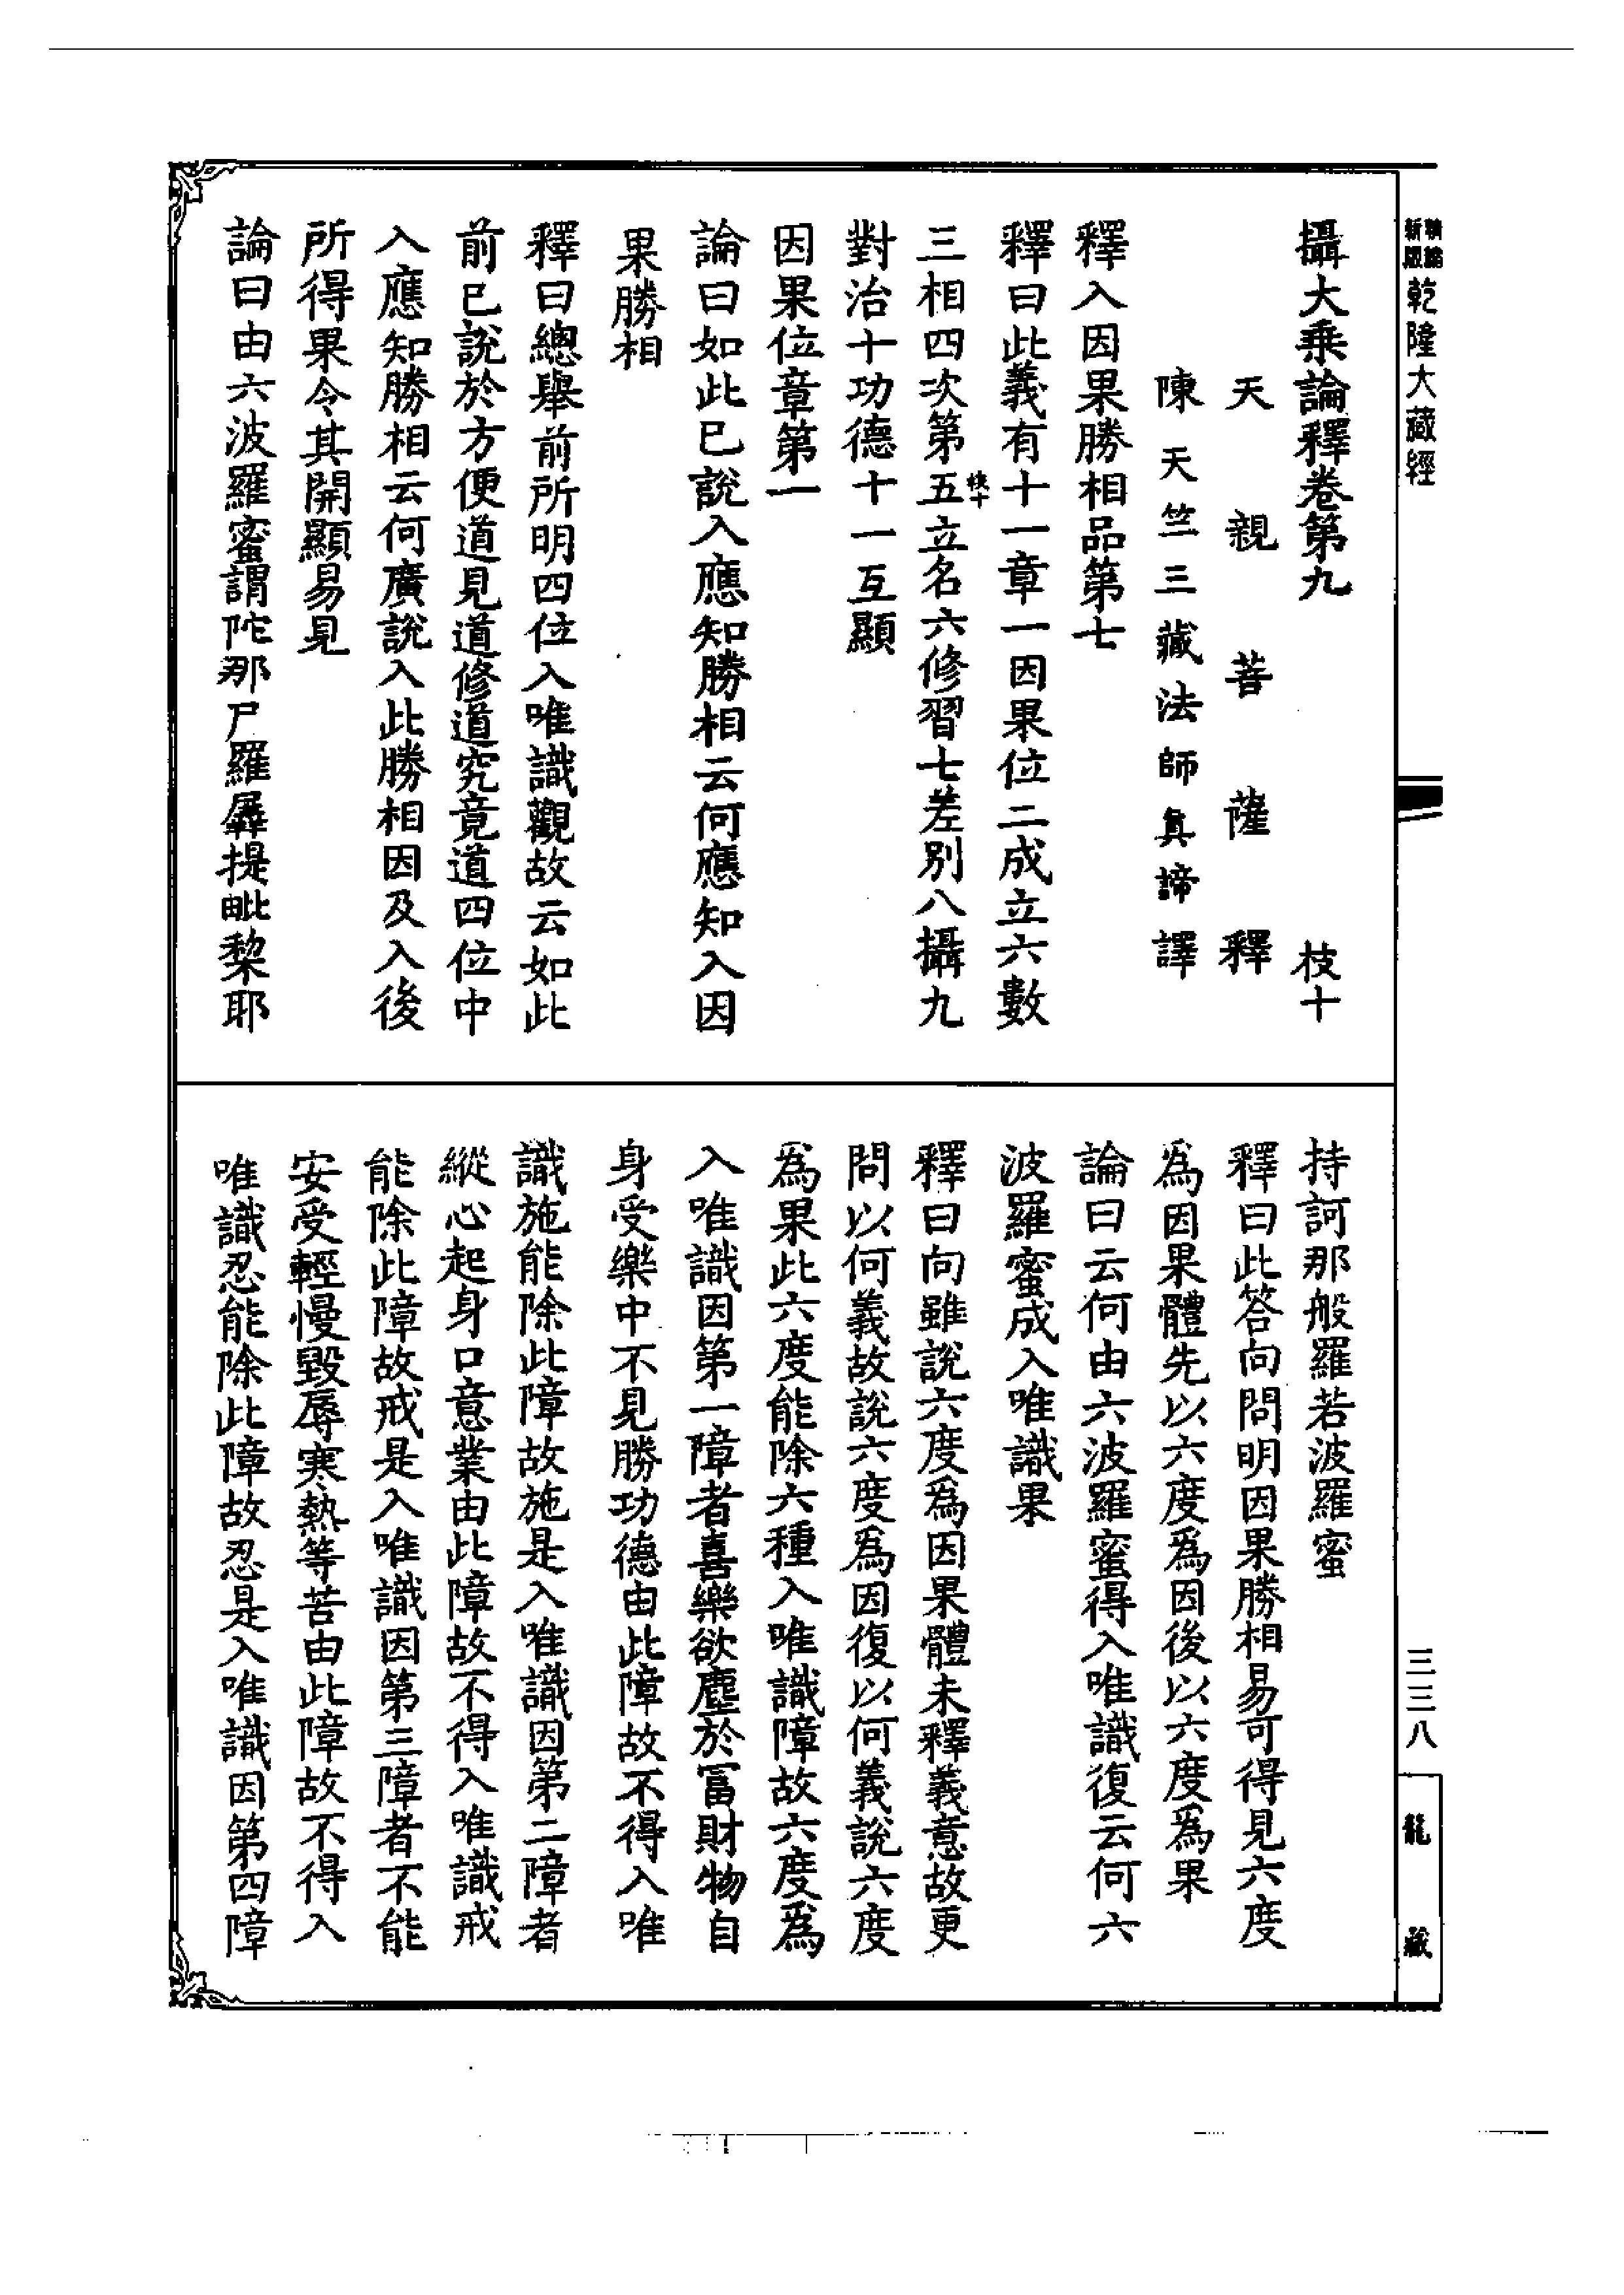 乾隆大藏經
攝大乘論釋卷第九 枝十
天親菩薩釋
陳天竺三藏法師眞諦譯
釋入因果勝相品第七
釋曰此義有十一章一因果位二成立六數
三相四次第五立名六修習七差別八攝九
枝十
對治十功德十一互顯
因果位章第一
論曰如此已說入應知勝相云何應知入因
果勝相
釋曰總舉前所明四位入唯識觀故云如此
前已說於方便道見道修道究竟道四位中
入應知勝相云何廣說入此勝相因及入後
所得果令其開顯易見
論曰由六波羅蜜謂陀那尸羅羼提毗黎耶
持訶那般羅若波羅蜜
釋曰此答向問明因果勝相易可得見六度
為因果體先以六度為因後以六度為果
論曰云何由六波羅蜜得入唯識復云何六
波羅蜜成入唯識果
釋曰向雖說六度為因果體未釋義意故更
問以何義故說六度為因復以何義說六度
為果此六度能除六種入唯識障故六度為
入唯識因第一障者喜樂欲塵於富財物自
身受樂中不見勝功德由此障故不得入唯
識施能除此障故施是入唯識因第二障者
縱心起身口意業由此障故不得入唯識戒
能除此障故戒是入唯識因第三障者不能
安受輕慢毀辱寒熱等苦由此障故不得入
唯識忍能除此障故忍是入唯識因第四障
三三八
龍藏